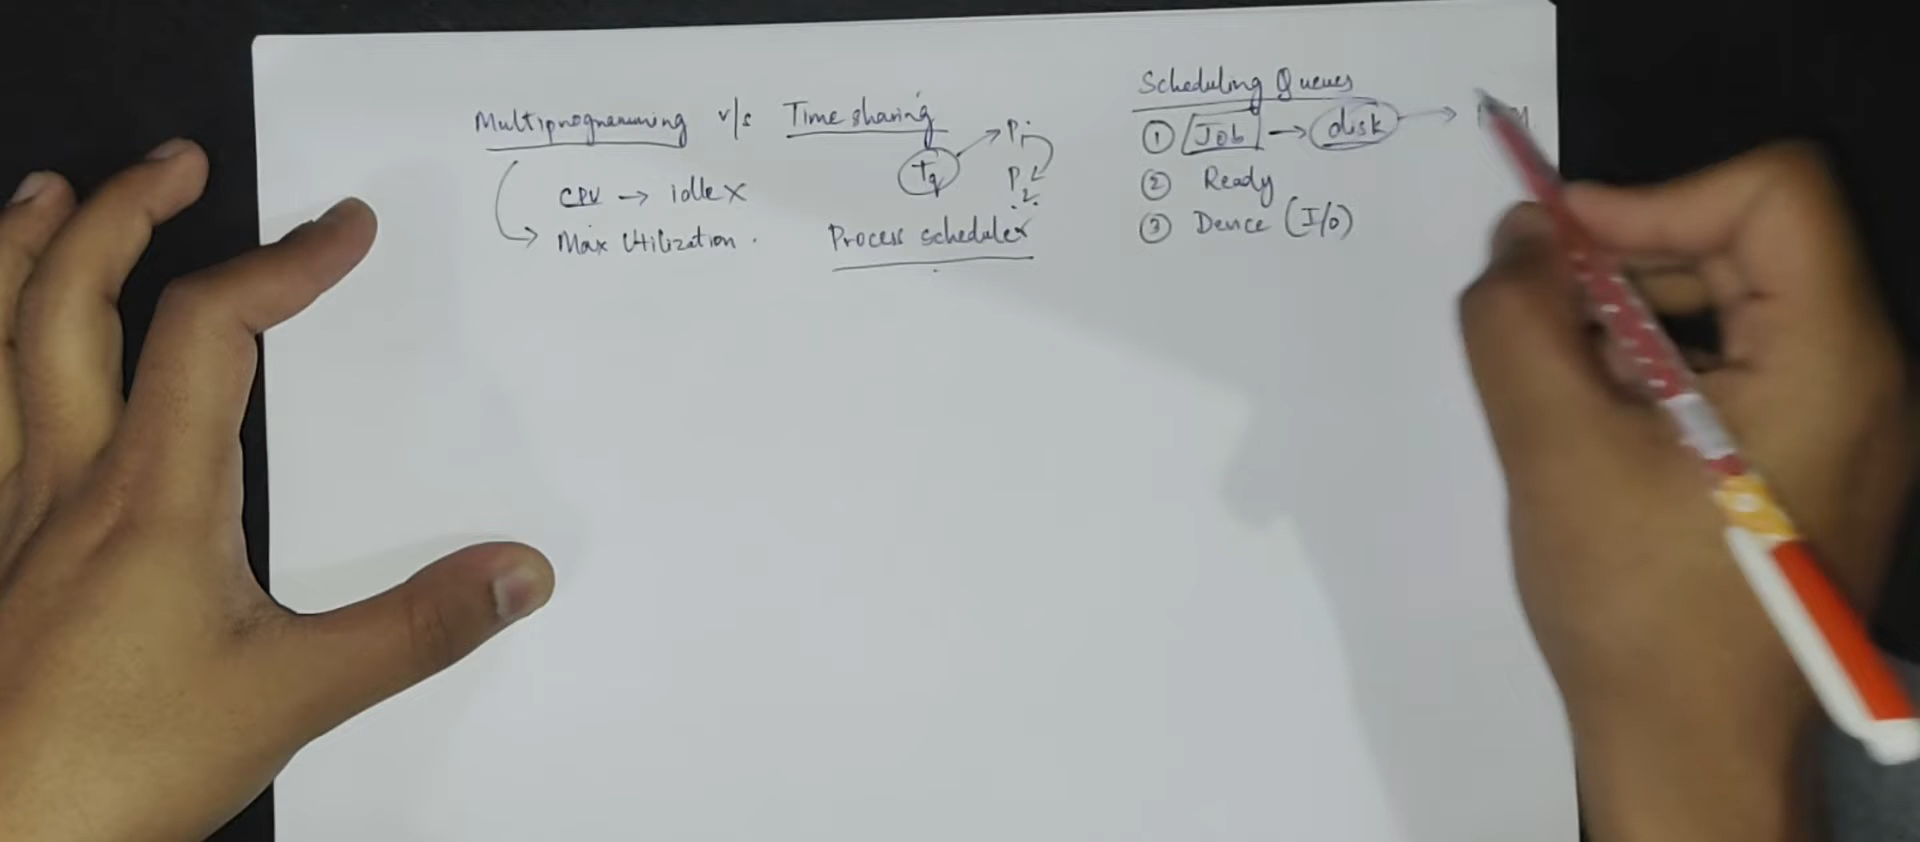 Multiprogramming v/s Time sharing
CPU → idle X
Max Utilization.
Tq → P1
P2
Process scheduler
Scheduling Queues
① Job → disk →
② Ready
③ Device (I/O)